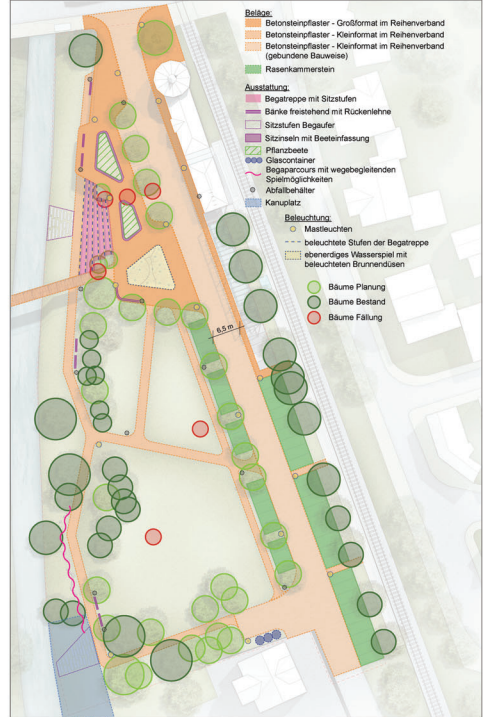 Beläge:
Betonsteinpflaster - Großformat im Reihenverband
Betonsteinpflaster - Kleinformat im Reihenverband
Betonsteinpflaster - Kleinformat im Reihenverband
(gebundene Bauweise)
Rasenkammerstein
Ausstattung:
Begatreppe mit Sitzstufen
Bänke freistehend mit Rückenlehne
Sitzstufen Begaufer
Sitzinseln mit Beeteinfassung
Pflanzbeete
Glascontainer
Begaparcours mit wegebegleitenden
Spielmöglichkeiten
Abfallbehälter
Kanuplatz
Beleuchtung:
Mastleuchten
beleuchtete Stufen der Begatreppe
ebenerdiges Wasserspiel mit
beleuchteten Brunnendüsen
Bäume Planung
Bäume Bestand
Bäume Fällung
6,5 m